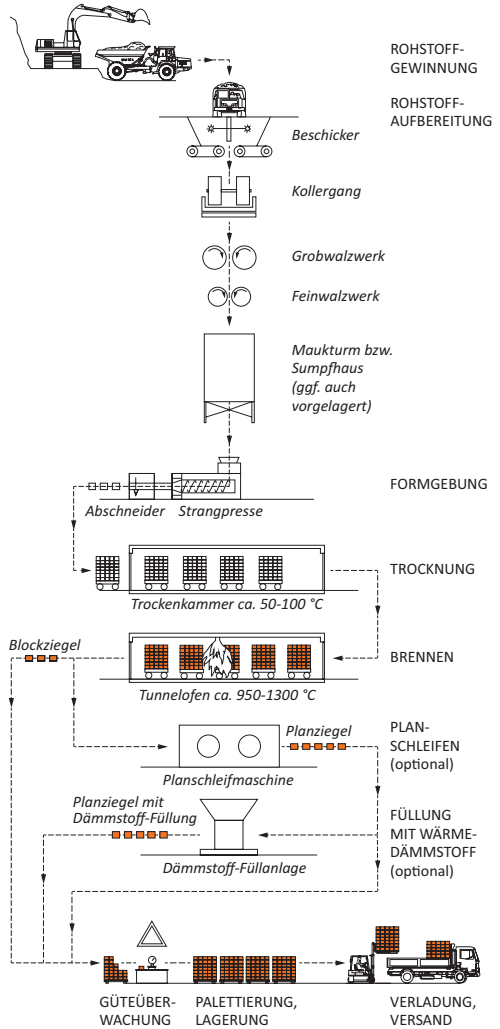 ROHSTOFF-
GEWINNUNG
ROHSTOFF-
AUFBEREITUNG
Beschicker
Kollergang
Grobwalzwerk
Feinwalzwerk
Maukturm bzw.
Sumpfhaus
(ggf. auch
vorgelagert)
FORMGEBUNG
Abschneider Strangpresse
TROCKNUNG
Trockenkammer ca. 50-100 °C
Blockziegel
BRENNEN
Tunnelofen ca. 950-1300 °C
Planziegel
PLAN-
SCHLEIFEN
(optional)
Planschleifmaschine
Planziegel mit
Dämmstoff-Füllung
FÜLLUNG
MIT WÄRME-
DÄMMSTOFF
(optional)
Dämmstoff-Füllanlage
GÜTEÜBER-
WACHUNG
PALETTIERUNG,
LAGERUNG
VERLADUNG,
VERSAND